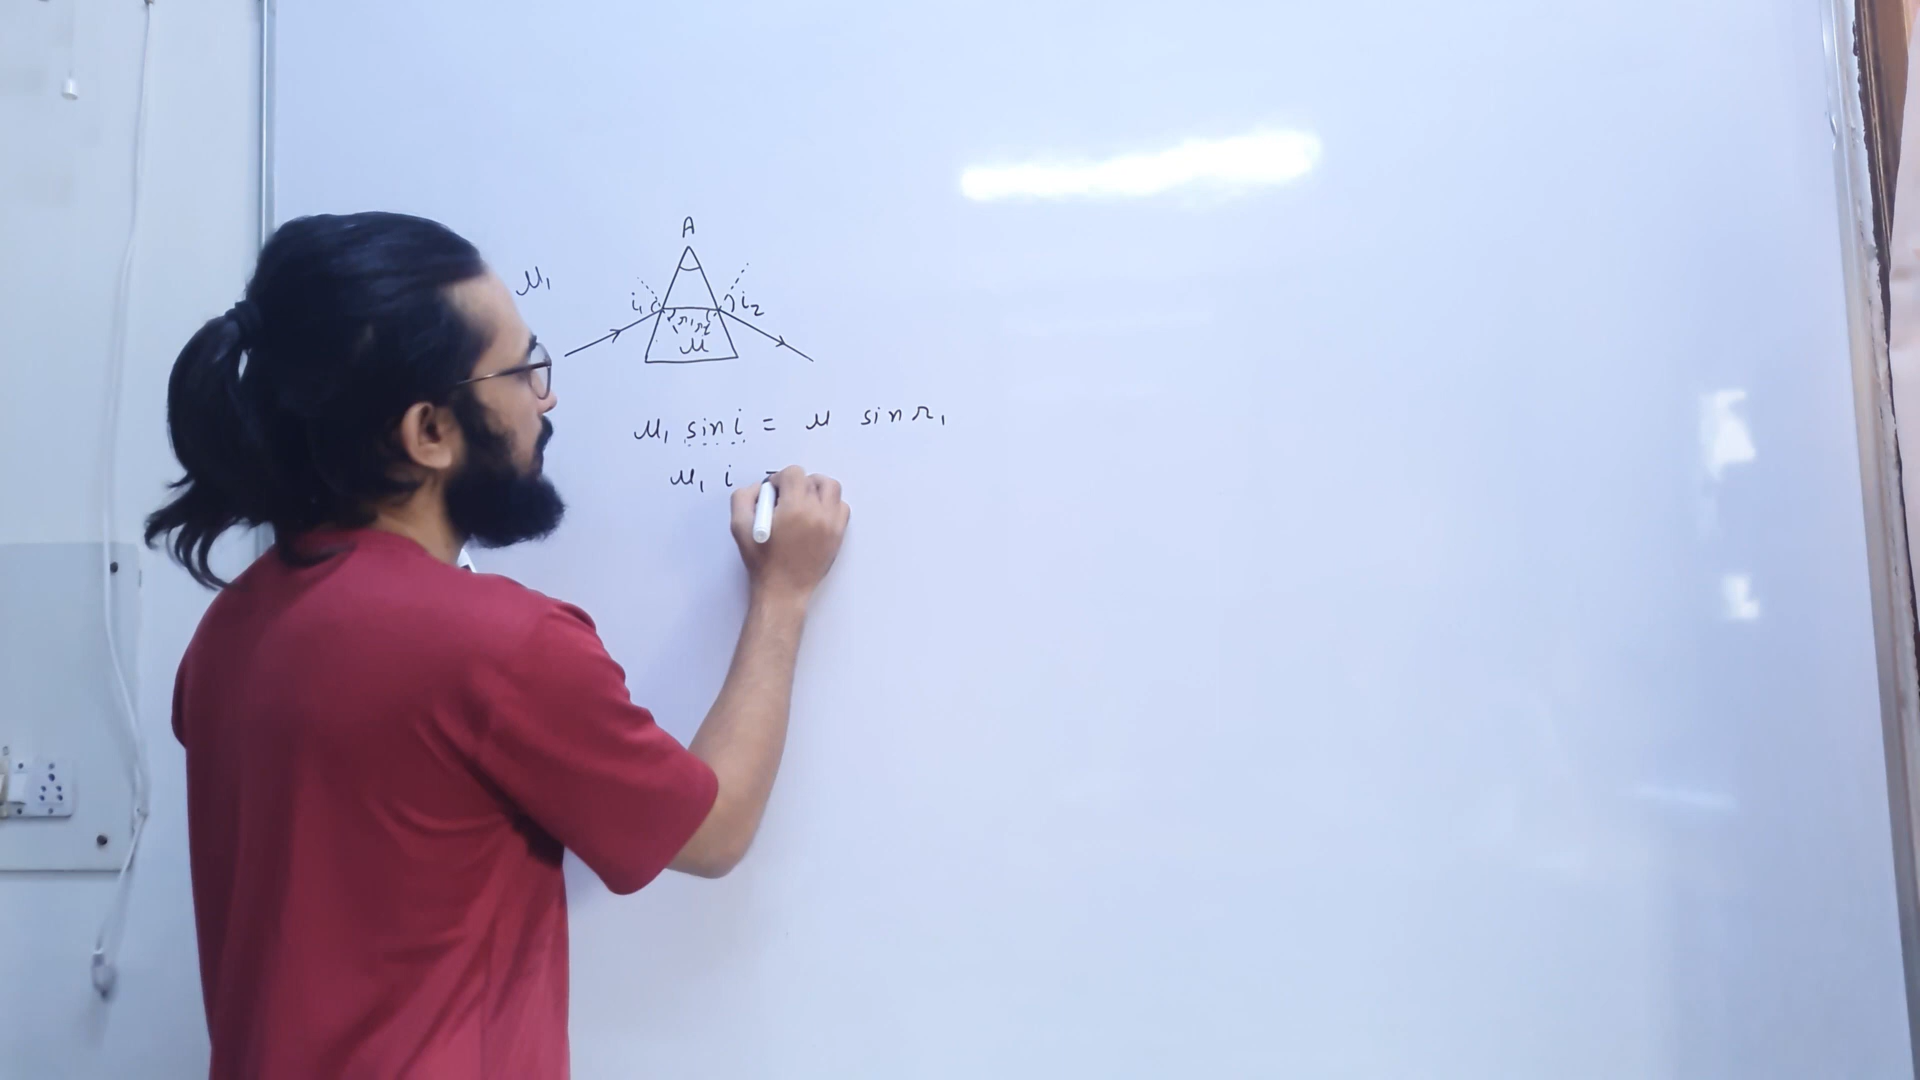 A
μ₁
i₁ i₂
r₁ r₂
μ
μ₁ sin i = μ sin r₁
μ₁ i =